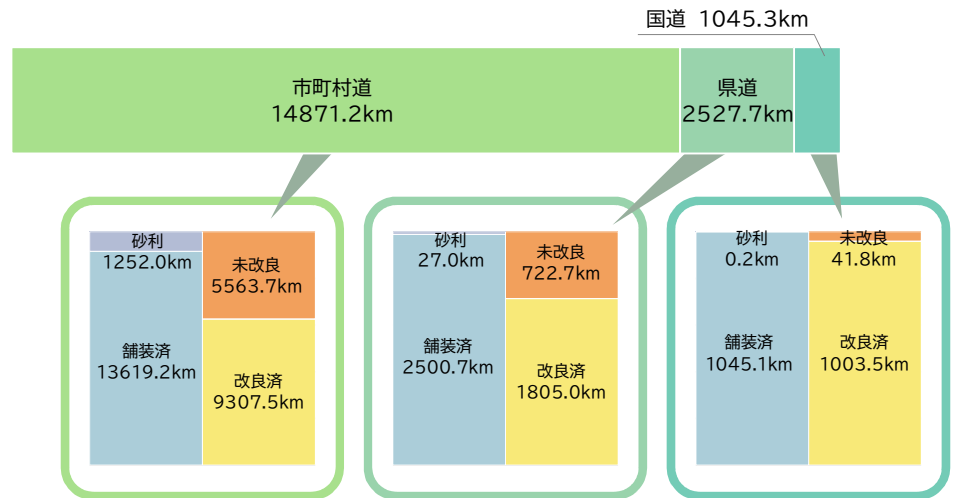 国道 1045.3km
市町村道
14871.2km
県道
2527.7km
砂利
1252.0km
未改良
5563.7km
舗装済
13619.2km
改良済
9307.5km
砂利
27.0km
未改良
722.7km
舗装済
2500.7km
改良済
1805.0km
砂利
0.2km
未改良
41.8km
舗装済
1045.1km
改良済
1003.5km